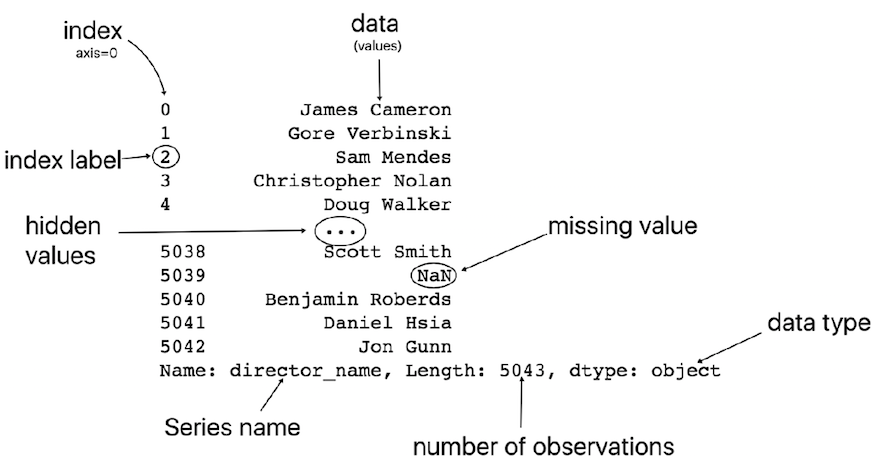 index
axis=0
data
(values)
0 James Cameron
1 Gore Verbinski
index label
2 Sam Mendes
3 Christopher Nolan
4 Doug Walker
hidden
values
...
missing value
5038 Scott Smith
5039 NaN
5040 Benjamin Roberds
5041 Daniel Hsia
5042 Jon Gunn
data type
Name: director_name, Length: 5043, dtype: object
Series name
number of observations